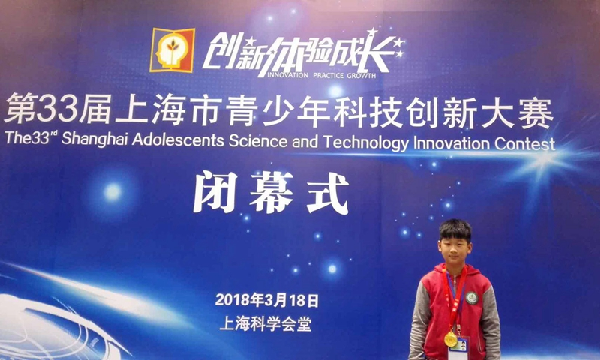 创新体验成长
INNOVATION PRACTICE GROWTH
第33届上海市青少年科技创新大赛
The33rd Shanghai Adolescents Science and Technology Innovation Contest
闭幕式
2018年3月18日
上海科学会堂